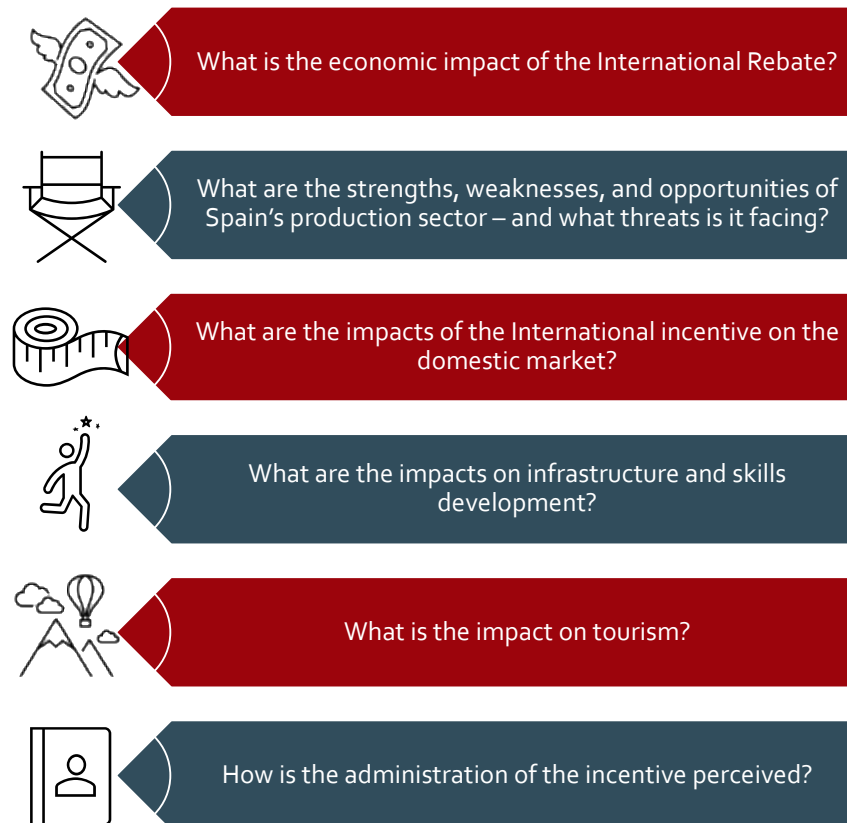 What is the economic impact of the International Rebate?
What are the strengths, weaknesses, and opportunities of
Spain’s production sector – and what threats is it facing?
What are the impacts of the International incentive on the
domestic market?
What are the impacts on infrastructure and skills
development?
What is the impact on tourism?
How is the administration of the incentive perceived?